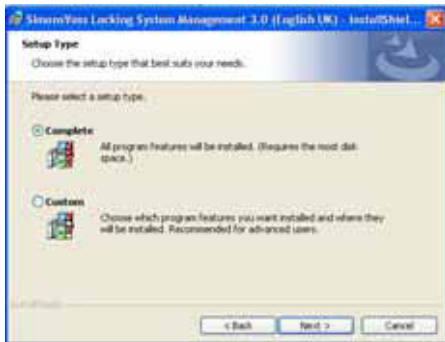 SimonsVoss Locking System Management 3.0 (English UK) - InstallShield...
Setup Type
Choose the setup type that best suits your needs.
Please select a setup type.
Complete
All program features will be installed. (Requires the most disk
space.)
Custom
Choose which program features you want installed and where they
will be installed. Recommended for advanced users.
InstallShield
< Back
Next >
Cancel